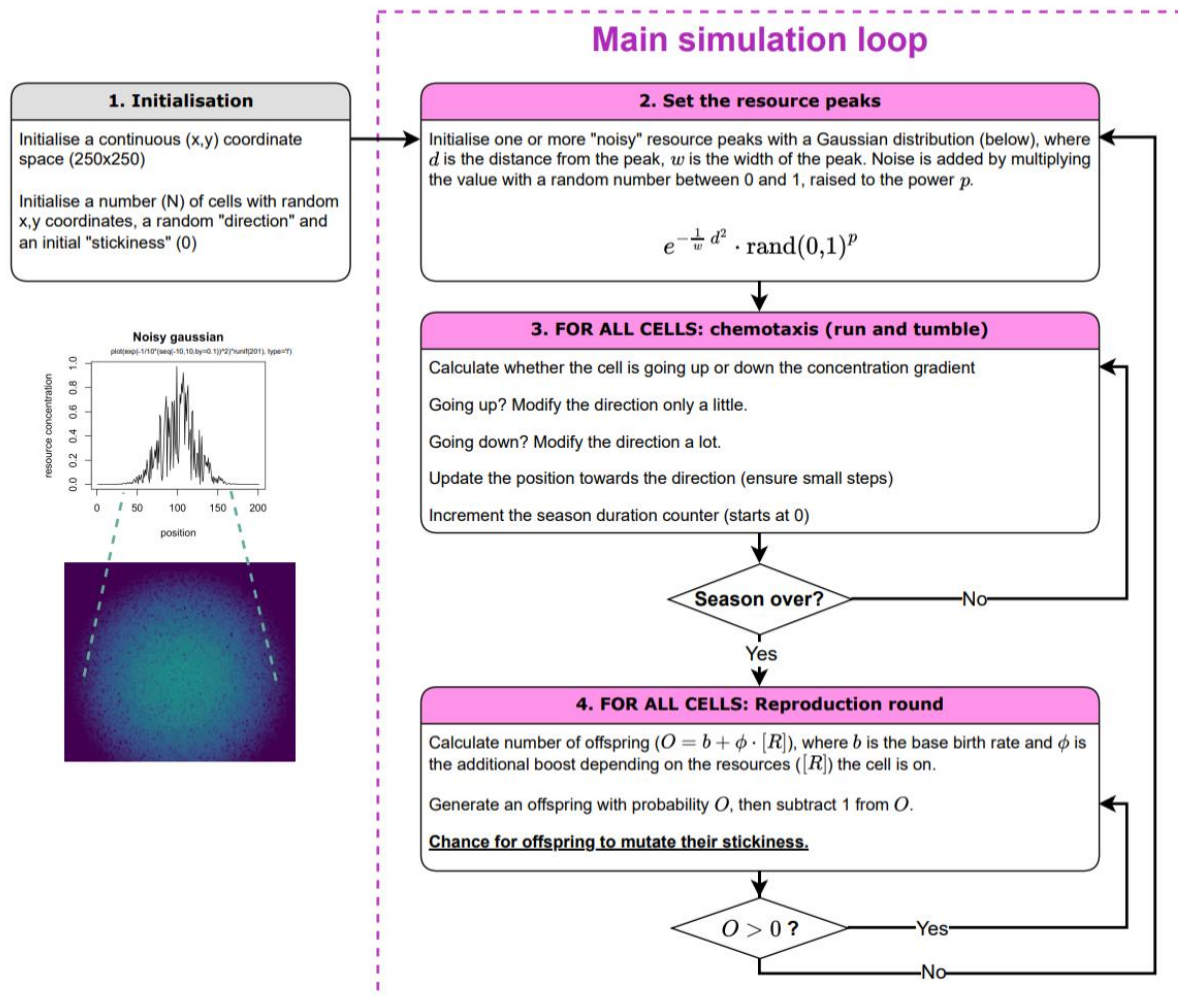 Main simulation loop
1. Initialisation
Initialise a continuous (x,y) coordinate
space (250x250)
Initialise a number (N) of cells with random
x,y coordinates, a random "direction" and
an initial "stickiness" (0)
2. Set the resource peaks
Initialise one or more "noisy" resource peaks with a Gaussian distribution (below), where
d is the distance from the peak, w is the width of the peak. Noise is added by multiplying
the value with a random number between 0 and 1, raised to the power p.
e^{-\frac{1}{w} d^2} · rand(0,1)^p
Noisy gaussian
plot(exp(-1/10*(seq(-10,10,by=0.1))^2)*runif(201), type='l')
resource concentration
1.0
0.8
0.6
0.4
0.2
0.0
0 50 100 150 200
position
3. FOR ALL CELLS: chemotaxis (run and tumble)
Calculate whether the cell is going up or down the concentration gradient
Going up? Modify the direction only a little.
Going down? Modify the direction a lot.
Update the position towards the direction (ensure small steps)
Increment the season duration counter (starts at 0)
Season over?
No
Yes
4. FOR ALL CELLS: Reproduction round
Calculate number of offspring (O = b + ϕ · [R]), where b is the base birth rate and ϕ is
the additional boost depending on the resources ([R]) the cell is on.
Generate an offspring with probability O, then subtract 1 from O.
Chance for offspring to mutate their stickiness.
O > 0 ?
Yes
No